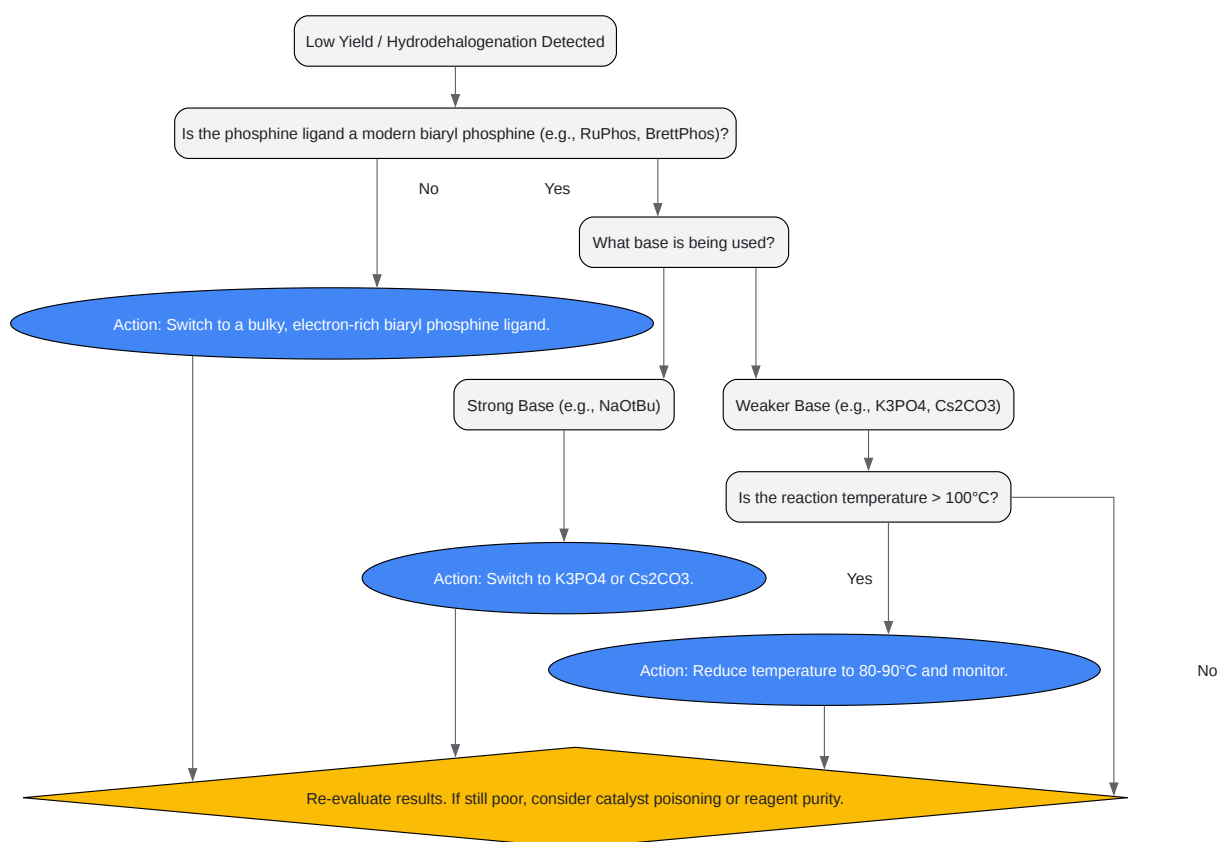 Low Yield / Hydrodehalogenation Detected
Is the phosphine ligand a modern biaryl phosphine (e.g., RuPhos, BrettPhos)?
No
Yes
What base is being used?
Action: Switch to a bulky, electron-rich biaryl phosphine ligand.
Strong Base (e.g., NaOtBu)
Weaker Base (e.g., K3PO4, Cs2CO3)
Is the reaction temperature > 100°C?
Action: Switch to K3PO4 or Cs2CO3.
Yes
Action: Reduce temperature to 80-90°C and monitor.
No
Re-evaluate results. If still poor, consider catalyst poisoning or reagent purity.